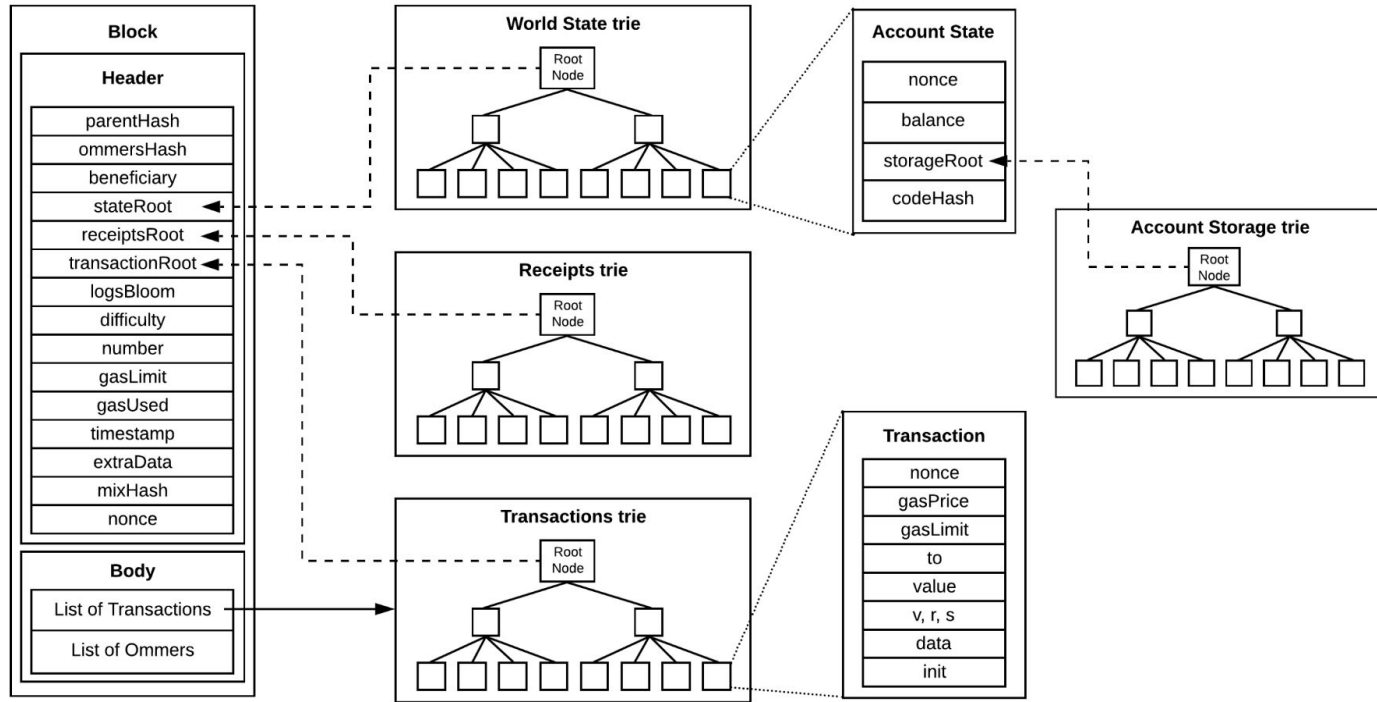 Block
Header
parentHash
ommersHash
beneficiary
stateRoot
receiptsRoot
transactionRoot
logsBloom
difficulty
number
gasLimit
gasUsed
timestamp
extraData
mixHash
nonce
Body
List of Transactions
List of Ommers
World State trie
Root
Node
Receipts trie
Root
Node
Transactions trie
Root
Node
Account State
nonce
balance
storageRoot
codeHash
Account Storage trie
Root
Node
Transaction
nonce
gasPrice
gasLimit
to
value
v, r, s
data
init